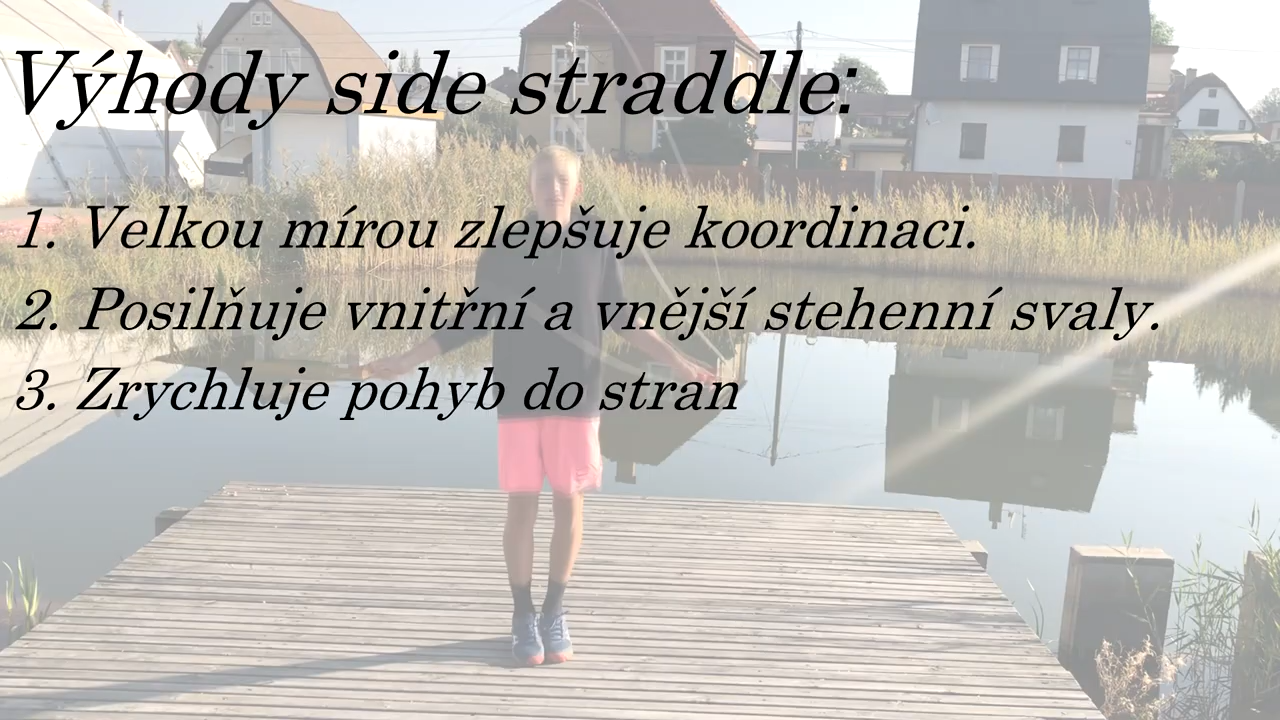 Výhody side straddle:
1. Velkou mírou zlepšuje koordinaci.
2. Posilňuje vnitřní a vnější stehenní svaly.
3. Zrychluje pohyb do stran